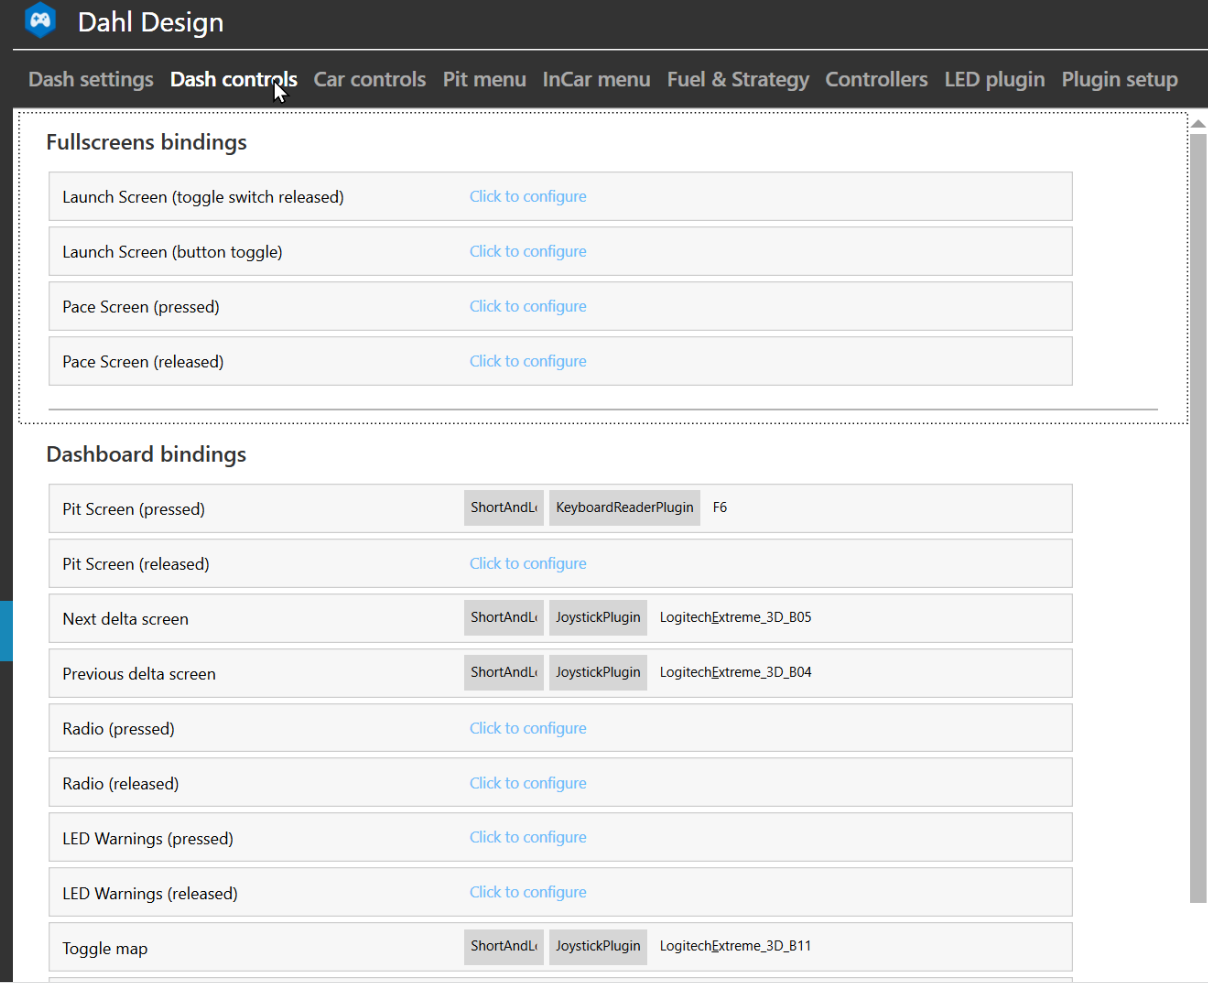 Dahl Design
Dash settings Dash controls Car controls Pit menu InCar menu Fuel & Strategy Controllers LED plugin Plugin setup
Fullscreens bindings
Launch Screen (toggle switch released) Click to configure
Launch Screen (button toggle) Click to configure
Pace Screen (pressed) Click to configure
Pace Screen (released) Click to configure
Dashboard bindings
Pit Screen (pressed) ShortAndL KeyboardReaderPlugin F6
Pit Screen (released) Click to configure
Next delta screen ShortAndL JoystickPlugin LogitechExtreme_3D_B05
Previous delta screen ShortAndL JoystickPlugin LogitechExtreme_3D_B04
Radio (pressed) Click to configure
Radio (released) Click to configure
LED Warnings (pressed) Click to configure
LED Warnings (released) Click to configure
Toggle map ShortAndL JoystickPlugin LogitechExtreme_3D_B11